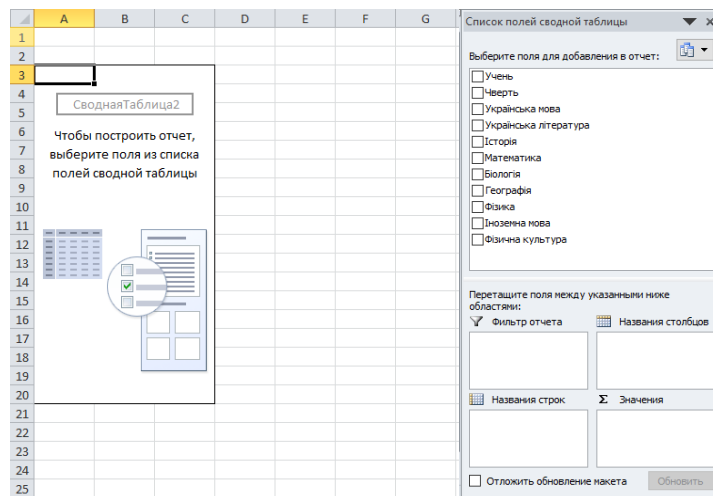 A B C D E F G
Список полей сводной таблицы
1
2
Выберите поля для добавления в отчет:
3
Учень
4
СводнаяТаблица2
Чверть
5
Українська мова
6
Чтобы построить отчет,
Українська література
7
выберите поля из списка
Історія
8
полей сводной таблицы
Математика
9
Біологія
10
Географія
11
Фізика
12
Іноземна мова
13
Фізична культура
14
15
Перетащите поля между указанными ниже
областями:
16
Фильтр отчета
Названия столбцов
17
18
19
20
Названия строк
Σ Значения
21
22
23
24
Отложить обновление макета
Обновить
25